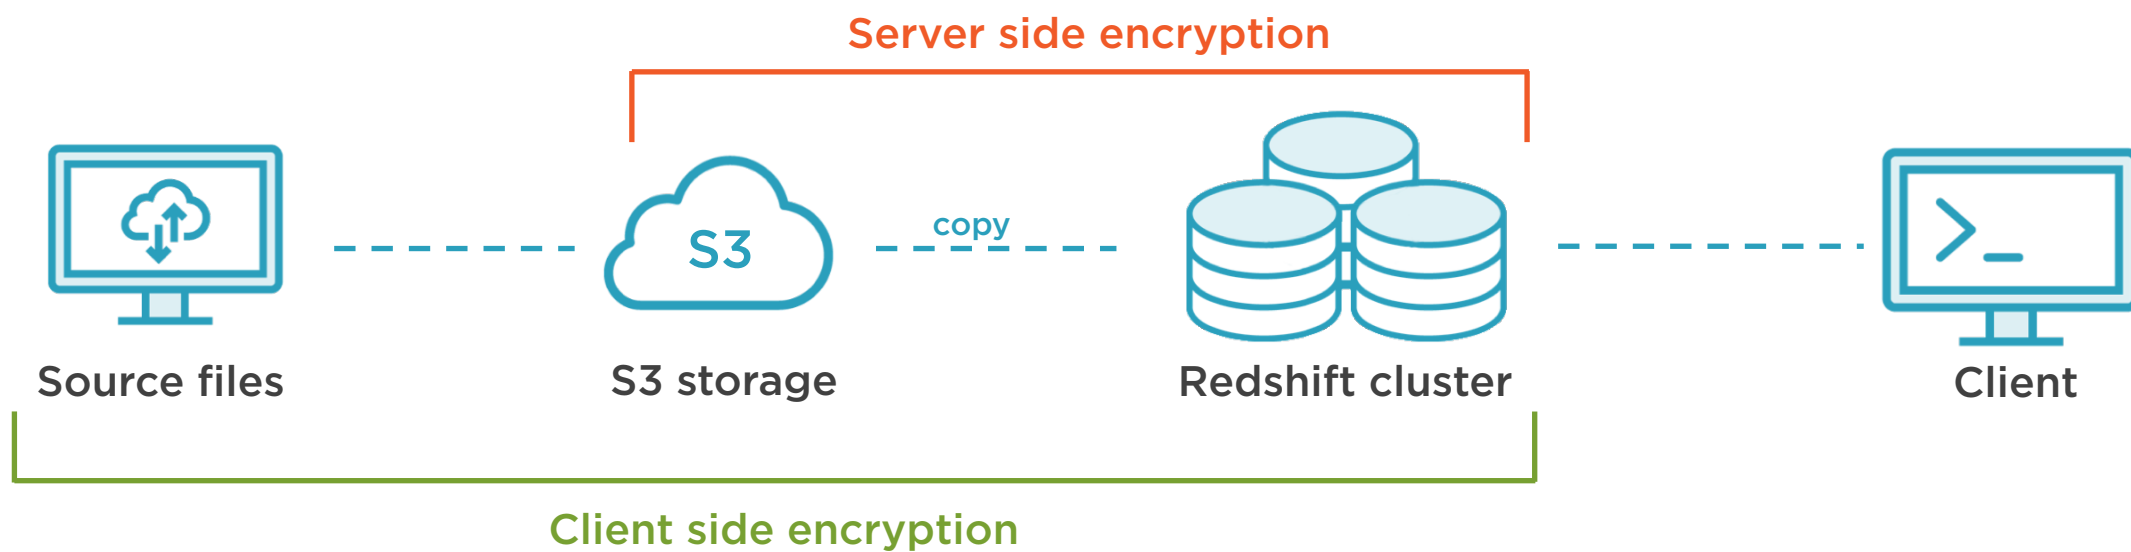 Server side encryption
S3
copy
>_
Source files
S3 storage
Redshift cluster
Client
Client side encryption